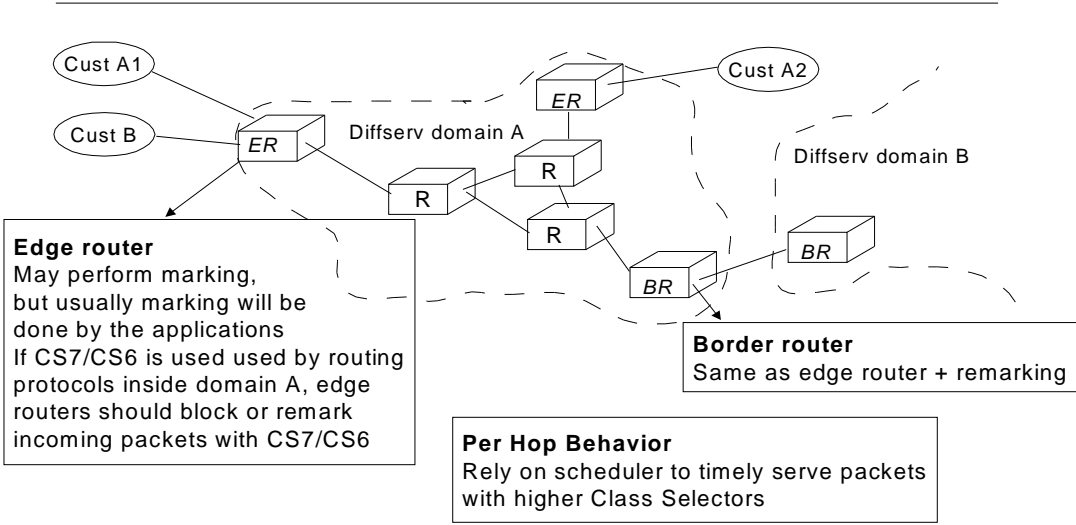 Cust A1
Cust A2
ER
Cust B
Diffserv domain A
ER
Diffserv domain B
R
R
R
BR
BR
Edge router
May perform marking,
but usually marking will be
done by the applications
If CS7/CS6 is used used by routing
protocols inside domain A, edge
routers should block or remark
incoming packets with CS7/CS6
Border router
Same as edge router + remarking
Per Hop Behavior
Rely on scheduler to timely serve packets
with higher Class Selectors